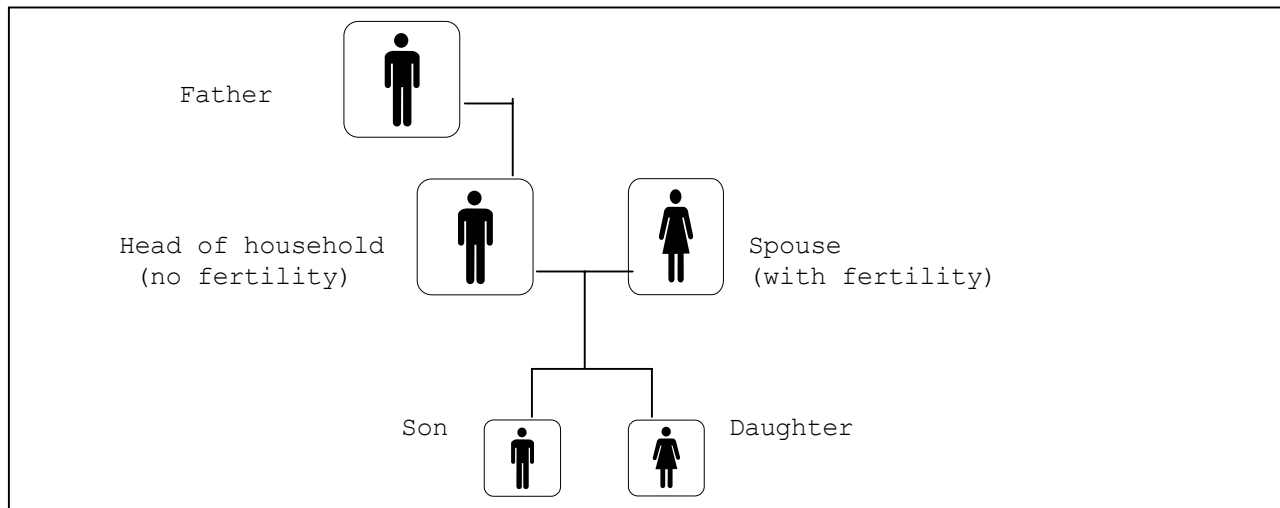 Father
Head of household
(no fertility)
Spouse
(with fertility)
Son
Daughter